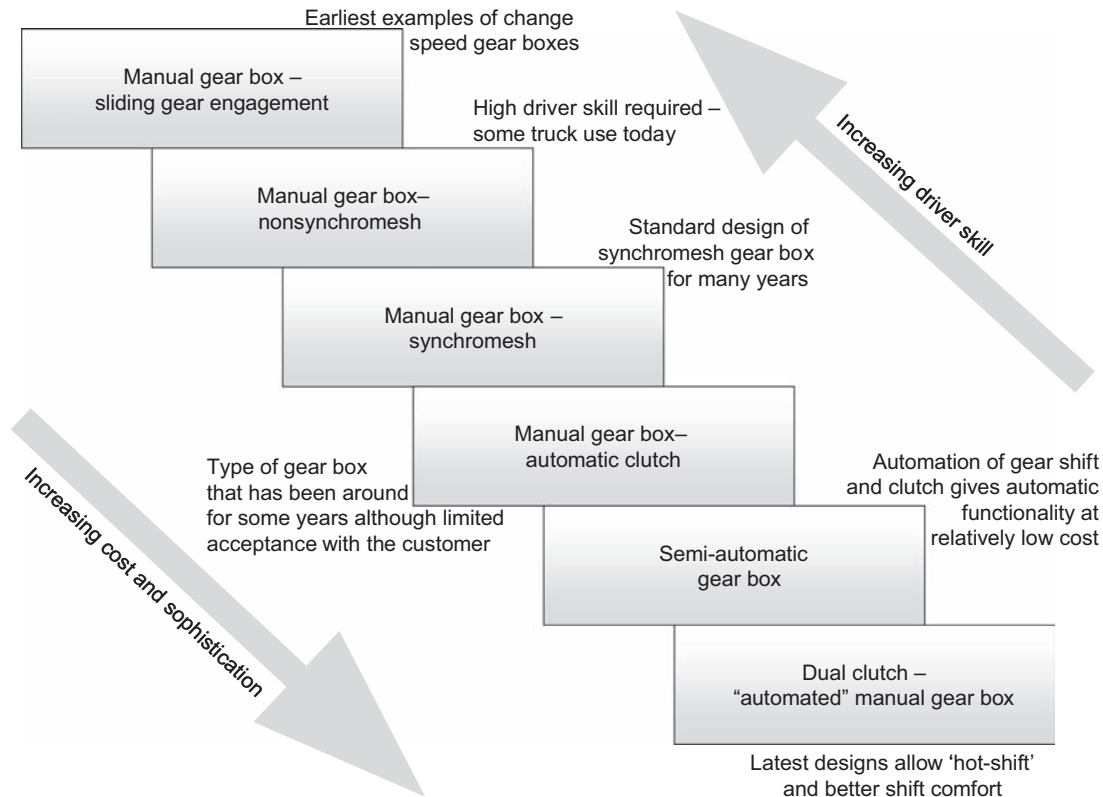 Earliest examples of change
speed gear boxes
Manual gear box –
sliding gear engagement
High driver skill required –
some truck use today
Increasing driver skill
Manual gear box–
nonsynchromesh
Standard design of
synchromesh gear box
for many years
Manual gear box –
synchromesh
Manual gear box–
automatic clutch
Type of gear box
that has been around
for some years although limited
acceptance with the customer
Automation of gear shift
and clutch gives automatic
functionality at
relatively low cost
Increasing cost and sophistication
Semi-automatic
gear box
Dual clutch –
“automated” manual gear box
Latest designs allow ‘hot-shift’
and better shift comfort